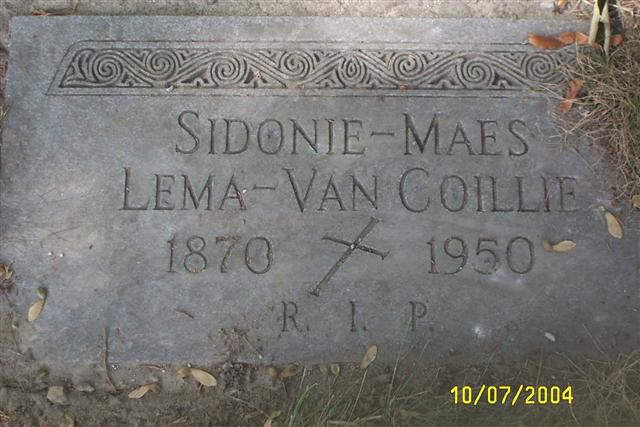 SIDONIE-MAES
LEMA-VAN COILLIE
1870 1950
R. I. P.
10/07/2004